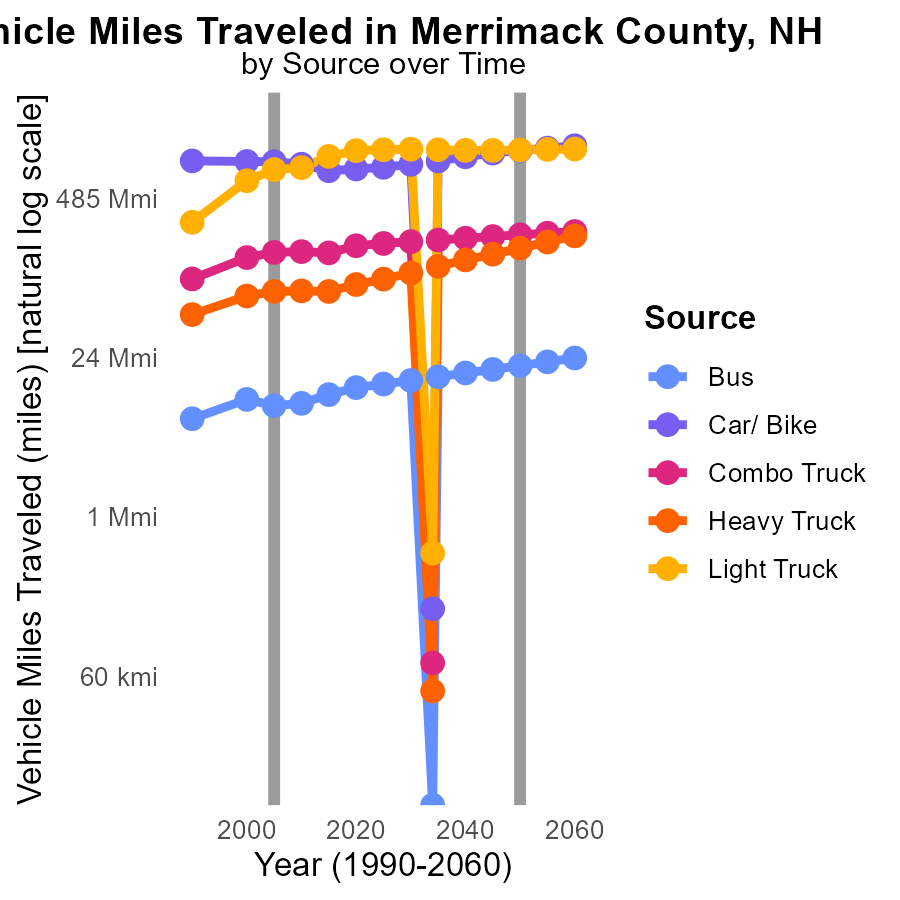 hicle Miles Traveled in Merrimack County, NH
by Source over Time
Vehicle Miles Traveled (miles) [natural log scale]
485 Mmi
24 Mmi
1 Mmi
60 kmi
2000 2020 2040 2060
Year (1990-2060)
Source
Bus
Car/ Bike
Combo Truck
Heavy Truck
Light Truck